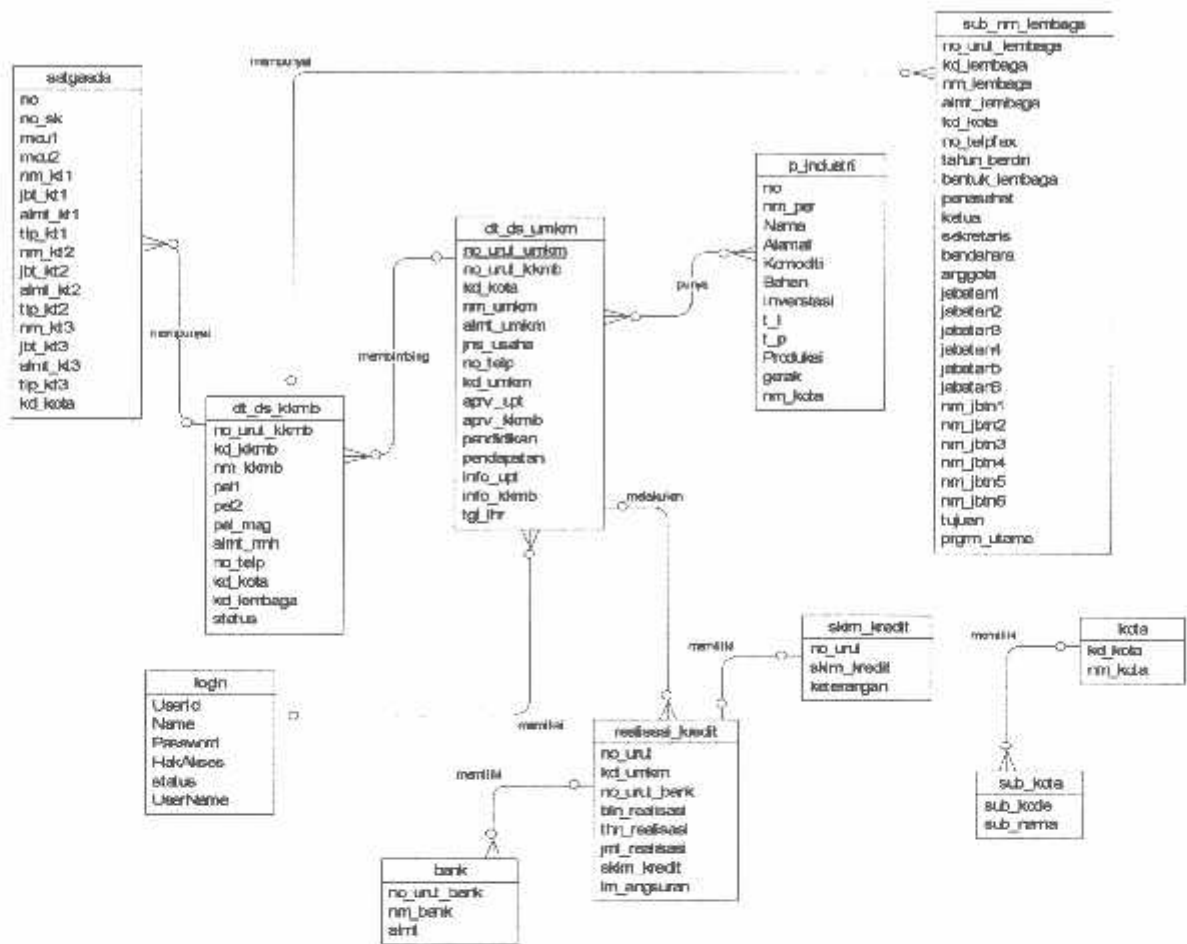 sub_nm_lembaga
no_urut_lembaga
kd_lembaga
nm_lembaga
almt_lembaga
kd_kota
no_telpfax
tahun_berdiri
bentuk_lembaga
penasehat
ketua
sekretaris
bendahara
anggota
jabatan1
jabatan2
jabatan3
jabatan4
jabatan5
jabatan6
nm_jbtn1
nm_jbtn2
nm_jbtn3
nm_jbtn4
nm_jbtn5
nm_jbtn6
tujuan
prgrm_utama
mempunyai
satgasda
no
no_sk
mou1
mou2
nm_kt1
jbt_kt1
almt_kt1
tlp_kt1
nm_kt2
jbt_kt2
almt_kt2
tlp_kt2
nm_kt3
jbt_kt3
almt_kt3
tlp_kt3
kd_kota
mempunyai
p_industri
no
nm_per
Nama
Alamat
Komoditi
Bahan
Inverstasi
t_l
t_p
Produksi
gerak
nm_kota
punya
dt_ds_umkm
no_urut_umkm
no_urut_kkmb
kd_kota
nm_umkm
almt_umkm
jns_usaha
no_telp
kd_umkm
aprv_upt
aprv_kkmb
pendidikan
pendapatan
info_upt
info_kkmb
tgl_lhr
membimbing
dt_ds_kkmb
no_urut_kkmb
kd_kkmb
nm_kkmb
pel1
pel2
pel_mag
almt_rmh
no_telp
kd_kota
kd_lembaga
status
melakukan
login
UserId
Name
Password
HakAkses
status
UserName
memiliki
skim_kredit
no_urut
skim_kredit
keterangan
memiliki
kota
kd_kota
nm_kota
memiliki
sub_kota
sub_kode
sub_nama
realisasi_kredit
no_urut
kd_umkm
no_urut_bank
bln_realisasi
thn_realisasi
jml_realisasi
skim_kredit
lm_angsuran
memiliki
bank
no_urut_bank
nm_bank
almt